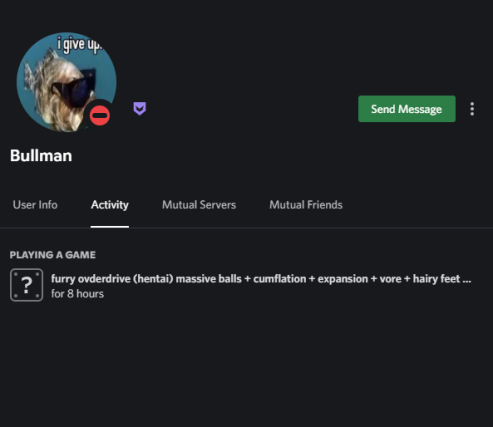 i give up.
Send Message
Bullman
User Info Activity Mutual Servers Mutual Friends
PLAYING A GAME
furry ovderdrive (hentai) massive balls + cumflation + expansion + vore + hairy feet ...
for 8 hours